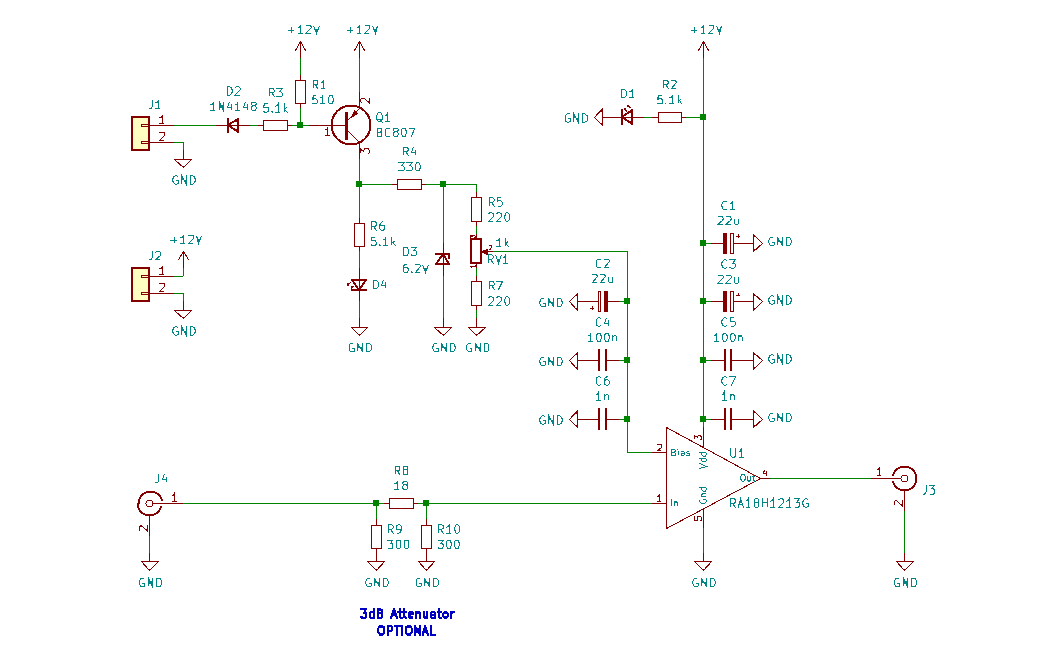 +12V
+12V
J1
1
2
GND
D2
1N4148
R3
5.1k
R1
510
Q1
BC807
1
2
3
R4
330
J2
+12V
1
2
GND
R6
5.1k
D4
GND
D3
6.2V
GND
R5
220
1k
RV1
1
2
3
R7
220
GND
+12V
GND
D1
R2
5.1k
C1
22u
+
GND
C3
22u
+
GND
C5
100n
GND
C7
1n
GND
C2
22u
+
GND
C4
100n
GND
C6
1n
GND
J4
1
2
GND
R8
18
R9
300
GND
R10
300
GND
2
Bias
1
In
3
Vdd
Gnd
5
GND
Out
4
U1
RA18H1213G
1
2
J3
GND
3dB Attenuator
OPTIONAL